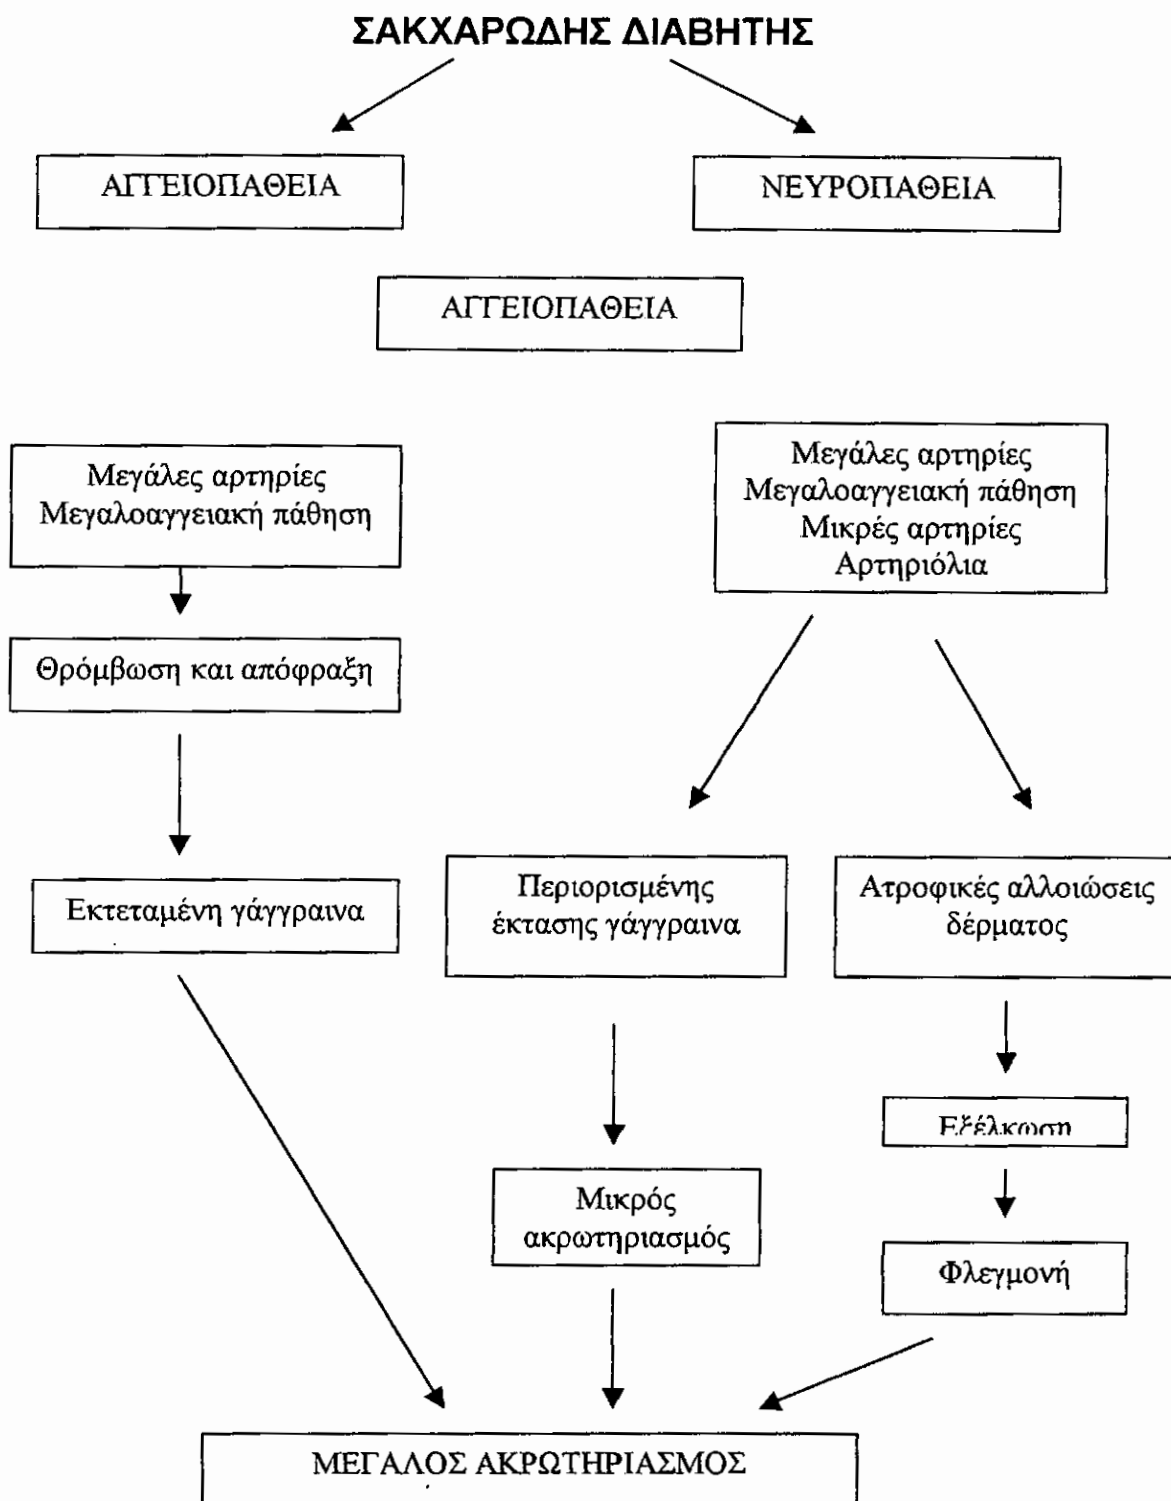 ΣΑΚΧΑΡΩΔΗΣ ΔΙΑΒΗΤΗΣ
ΑΓΓΕΙΟΠΑΘΕΙΑ
ΝΕΥΡΟΠΑΘΕΙΑ
ΑΓΓΕΙΟΠΑΘΕΙΑ
Μεγάλες αρτηρίες
Μεγαλοαγγειακή πάθηση
Μεγάλες αρτηρίες
Μεγαλοαγγειακή πάθηση
Μικρές αρτηρίες
Αρτηριόλια
Θρόμβωση και απόφραξη
Εκτεταμένη γάγγραινα
Περιορισμένης
έκτασης γάγγραινα
Ατροφικές αλλοιώσεις
δέρματος
Εξέλκωση
Μικρός
ακρωτηριασμός
Φλεγμονή
ΜΕΓΑΛΟΣ ΑΚΡΩΤΗΡΙΑΣΜΟΣ